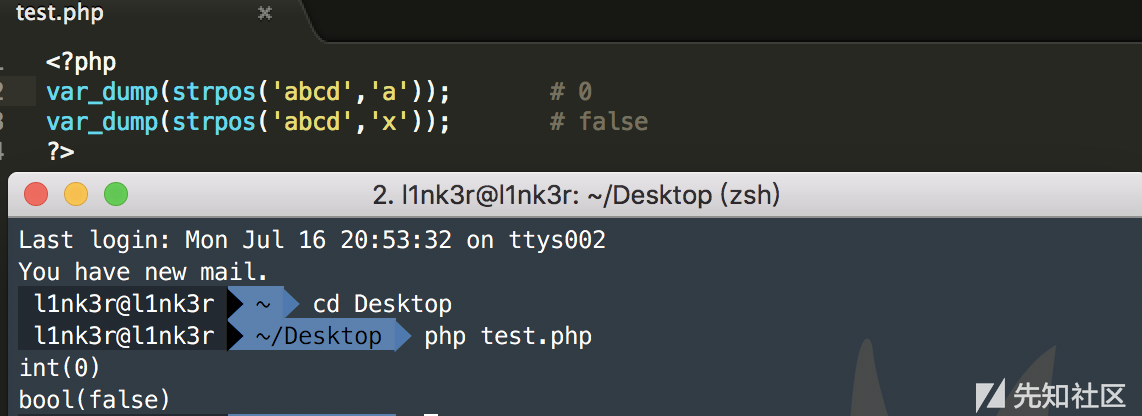 test.php ×
<?php
2 var_dump(strpos('abcd','a')); # 0
3 var_dump(strpos('abcd','x')); # false
4 ?>
2. l1nk3r@l1nk3r: ~/Desktop (zsh)
Last login: Mon Jul 16 20:53:32 on ttys002
You have new mail.
l1nk3r@l1nk3r ~ cd Desktop
l1nk3r@l1nk3r ~/Desktop php test.php
int(0)
bool(false)
先知社区